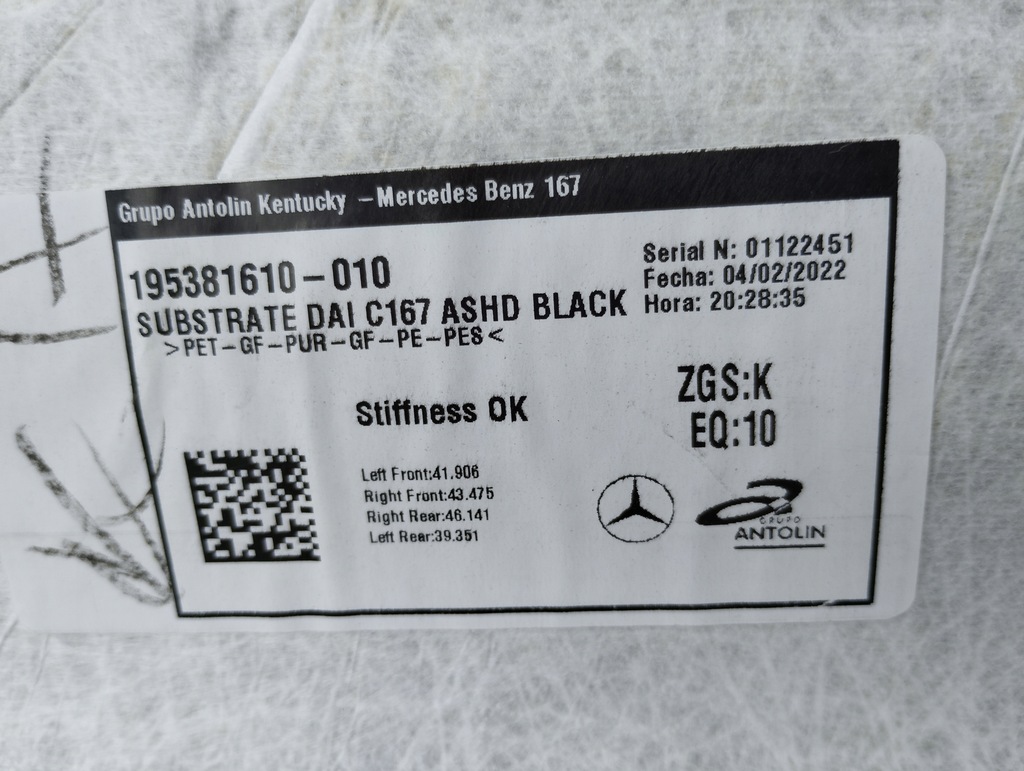 Grupo Antolin Kentucky -Mercedes Benz 167
195381610-010
SUBSTRATE DAI C167 ASHD BLACK
>PET-GF-PUR-GF-PE-PES<
Serial N: 01122451
Fecha: 04/02/2022
Hora: 20:28:35
Stiffness OK
ZGS:K
EQ:10
Left Front:41.906
Right Front:43.475
Right Rear:46.141
Left Rear:39.351
GRUPO
ANTOLIN